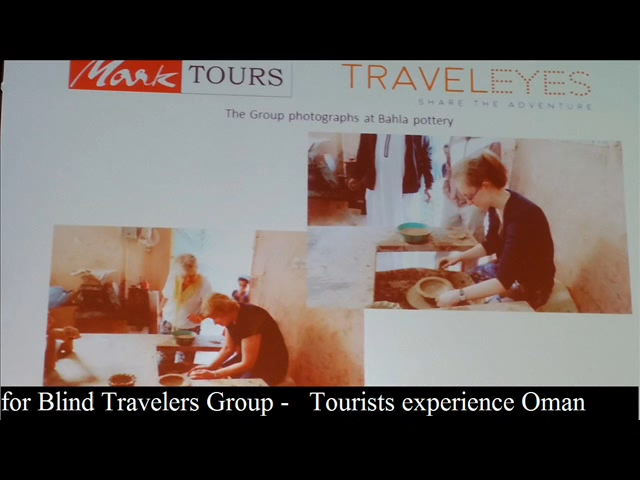 Mark TOURS
TRAVELEYES
SHARE THE ADVENTURE
The Group photographs at Bahla pottery
for Blind Travelers Group -   Tourists experience Oman